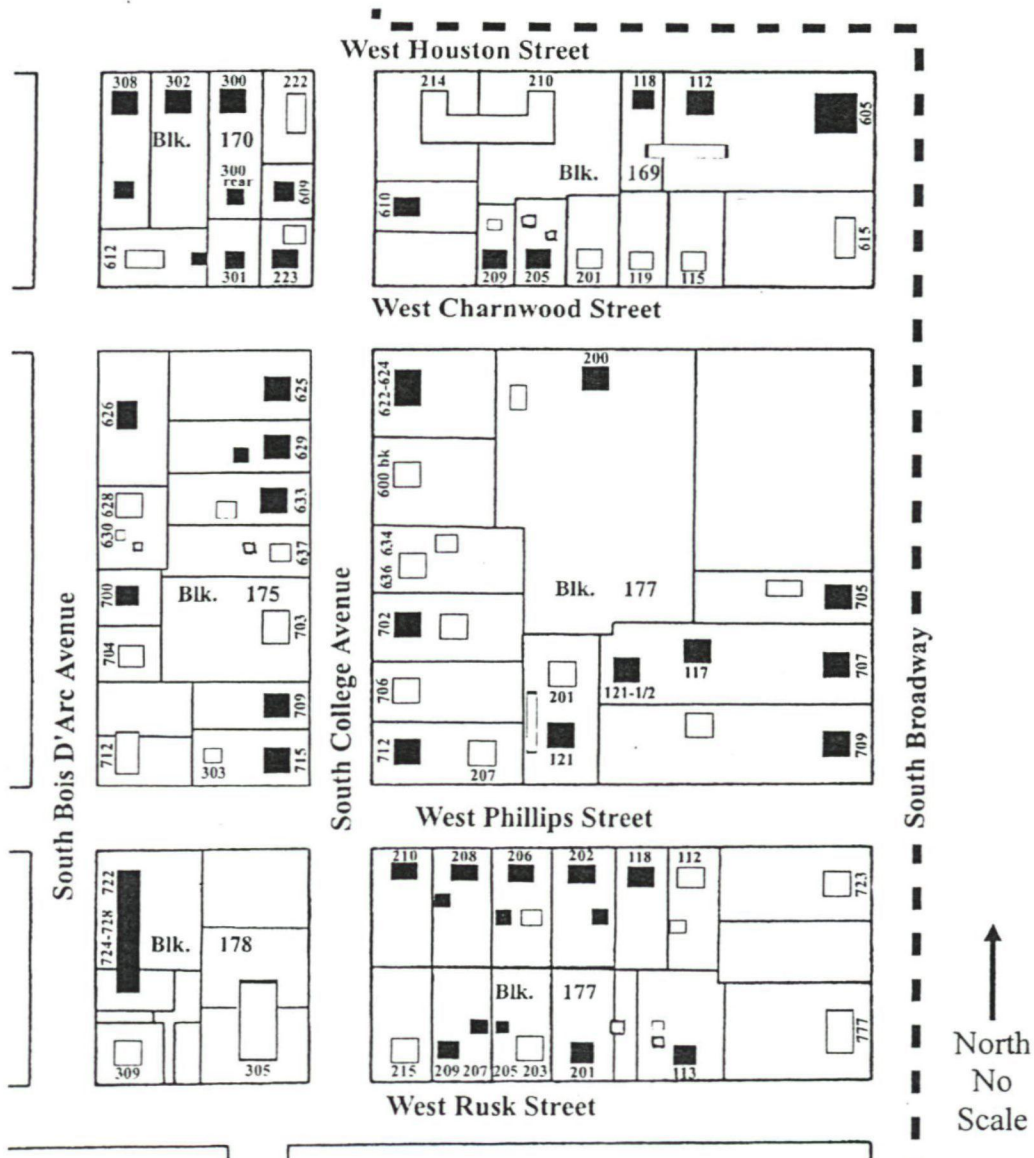 West Houston Street
308 302 300 222
Blk. 170
300
rear
609
612
301 223
214 210 118 112
605
Blk. 169
610
615
209 205 201 119 115
West Charnwood Street
625
626
629
628
633
630
637
700
Blk. 175
703
704
709
712
303
715
200
622-624
600 bk
634
636
Blk. 177
705
702
117
707
201
121-1/2
706
712
207
121
709
South Bois D'Arc Avenue
South College Avenue
South Broadway
West Phillips Street
722
724-728
Blk. 178
309 305
210 208 206 202 118 112
723
Blk. 177
777
215 209 207 205 203 201 113
West Rusk Street
North
No
Scale